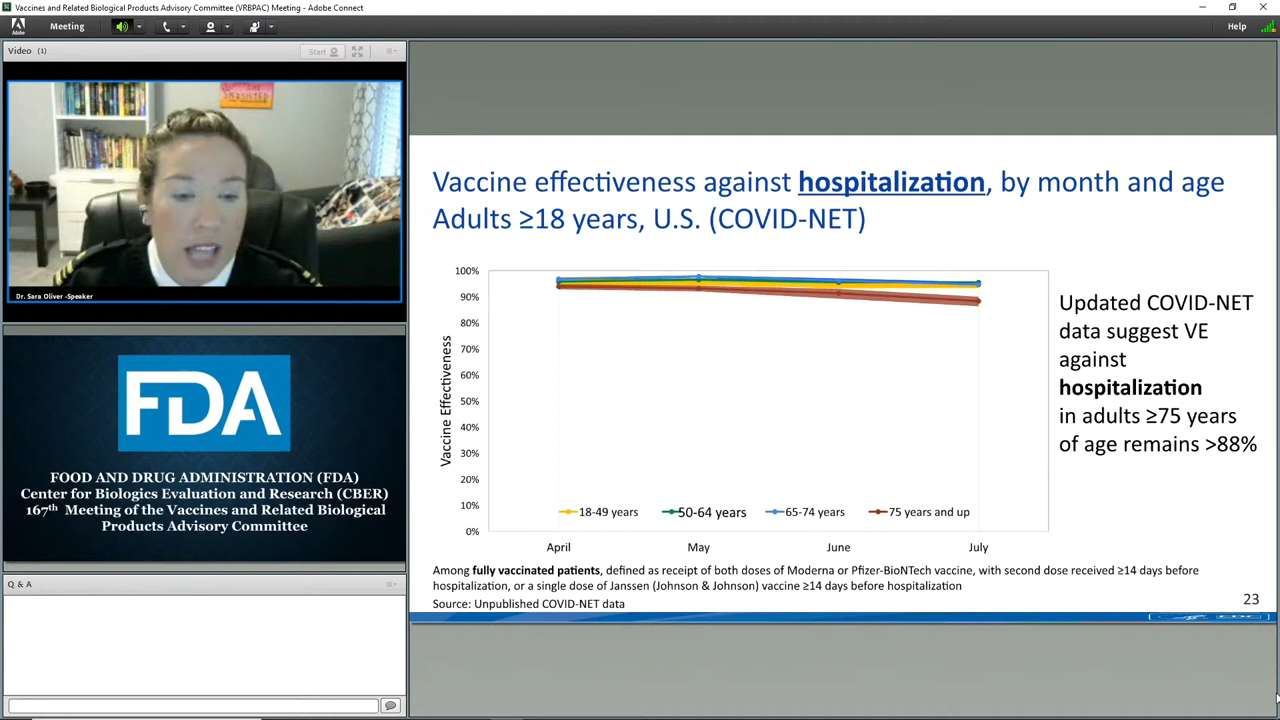 Vaccines and Related Biological Products Advisory Committee (VRBPAC) Meeting - Adobe Connect
Meeting
Help
Video (1)
Start
Dr. Sara Oliver -Speaker
FDA
FOOD AND DRUG ADMINISTRATION (FDA)
Center for Biologics Evaluation and Research (CBER)
167th Meeting of the Vaccines and Related Biological
Products Advisory Committee
Q & A
Vaccine effectiveness against hospitalization, by month and age
Adults ≥18 years, U.S. (COVID-NET)
Vaccine Effectiveness
100%
90%
80%
70%
60%
50%
40%
30%
20%
10%
0%
18-49 years
50-64 years
65-74 years
75 years and up
April
May
June
July
Updated COVID-NET
data suggest VE
against
hospitalization
in adults ≥75 years
of age remains >88%
Among fully vaccinated patients, defined as receipt of both doses of Moderna or Pfizer-BioNTech vaccine, with second dose received ≥14 days before
hospitalization, or a single dose of Janssen (Johnson & Johnson) vaccine ≥14 days before hospitalization
Source: Unpublished COVID-NET data
23
CDC